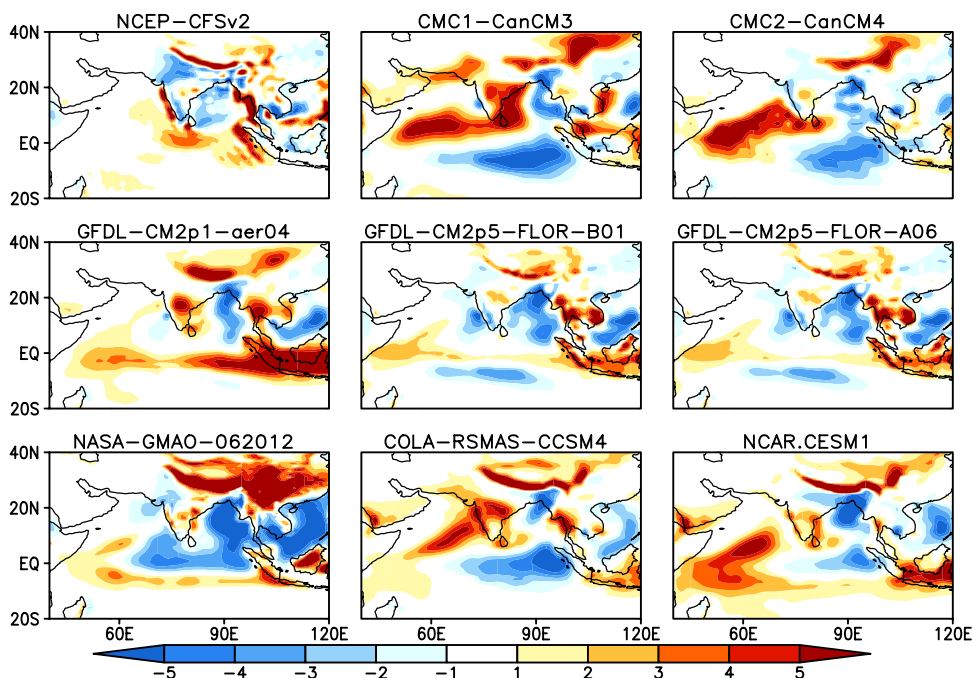 NCEP-CFSv2 CMC1-CanCM3 CMC2-CanCM4
40N
20N
EQ
20S
GFDL-CM2p1-aer04 GFDL-CM2p5-FLOR-B01 GFDL-CM2p5-FLOR-A06
40N
20N
EQ
20S
NASA-GMAO-062012 COLA-RSMAS-CCSM4 NCAR.CESM1
40N
20N
EQ
20S
60E 90E 120E 60E 90E 120E 60E 90E 120E
-5 -4 -3 -2 -1 1 2 3 4 5